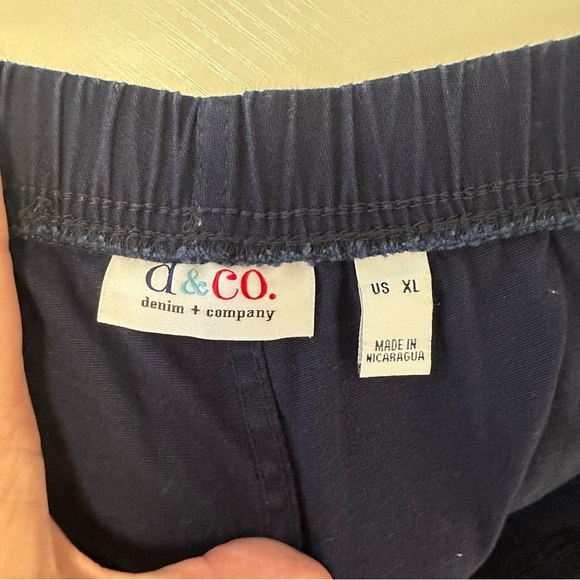 d&co.
denim + company
US XL
MADE IN
NICARAGUA